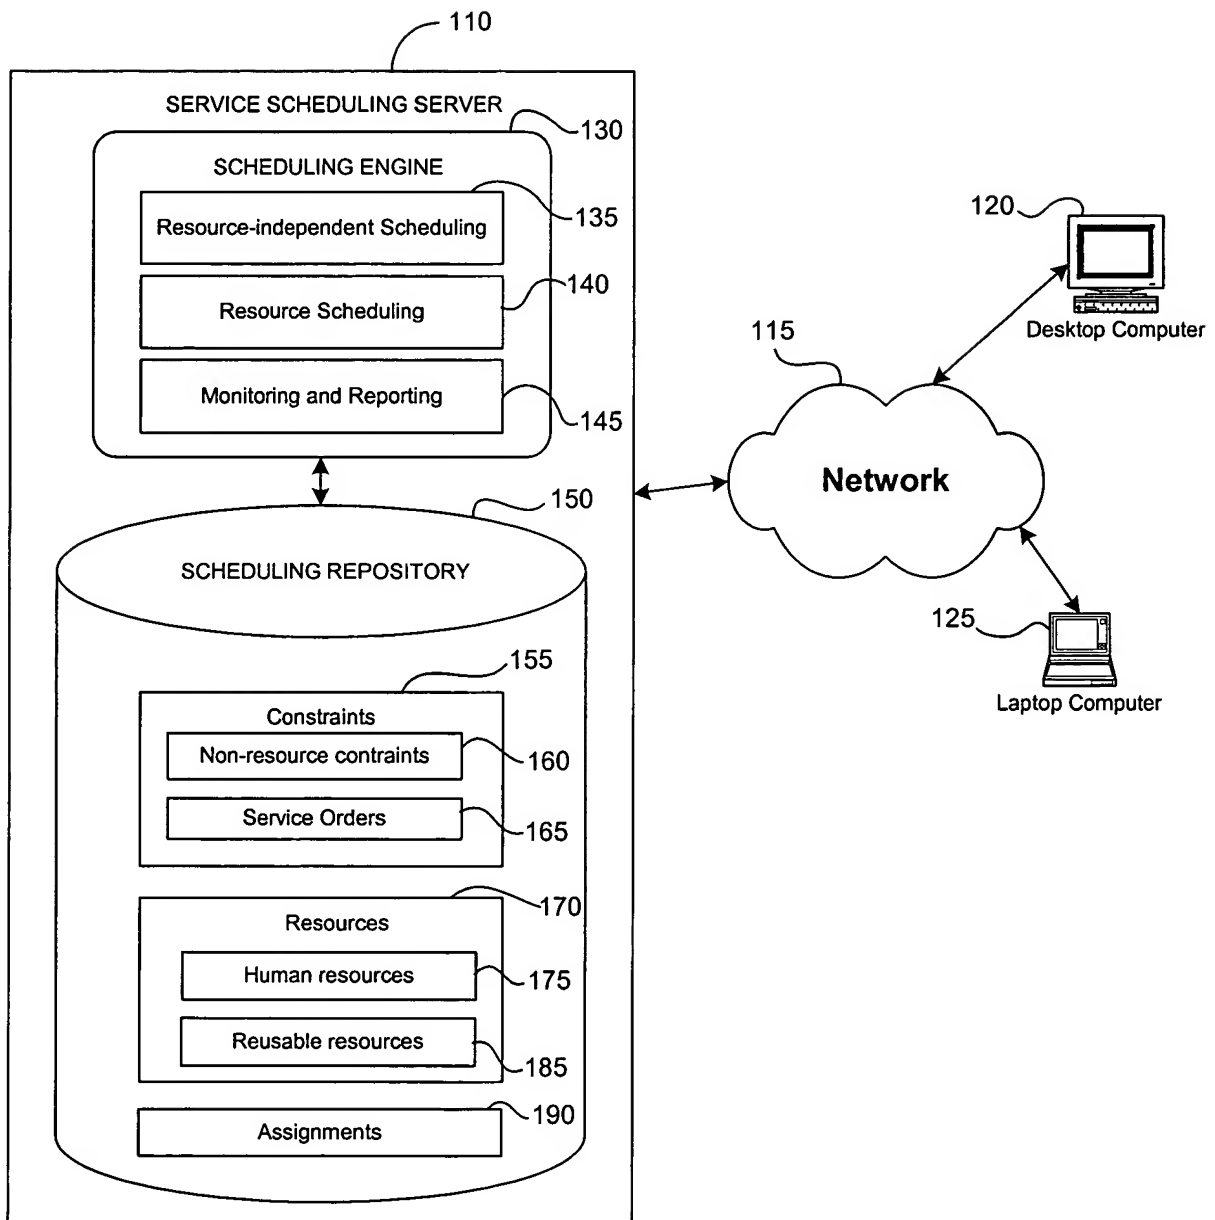 110
SERVICE SCHEDULING SERVER
130
SCHEDULING ENGINE
Resource-independent Scheduling
135
Resource Scheduling
140
Monitoring and Reporting
145
150
SCHEDULING REPOSITORY
155
Constraints
Non-resource contraints
160
Service Orders
165
170
Resources
Human resources
175
Reusable resources
185
190
Assignments
115
Network
120
Desktop Computer
125
Laptop Computer